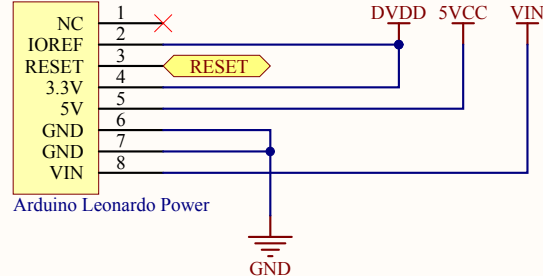 DVDD 5VCC VIN
NC 1
IOREF 2
RESET 3 RESET
3.3V 4
5V 5
GND 6
GND 7
VIN 8
Arduino Leonardo Power
GND